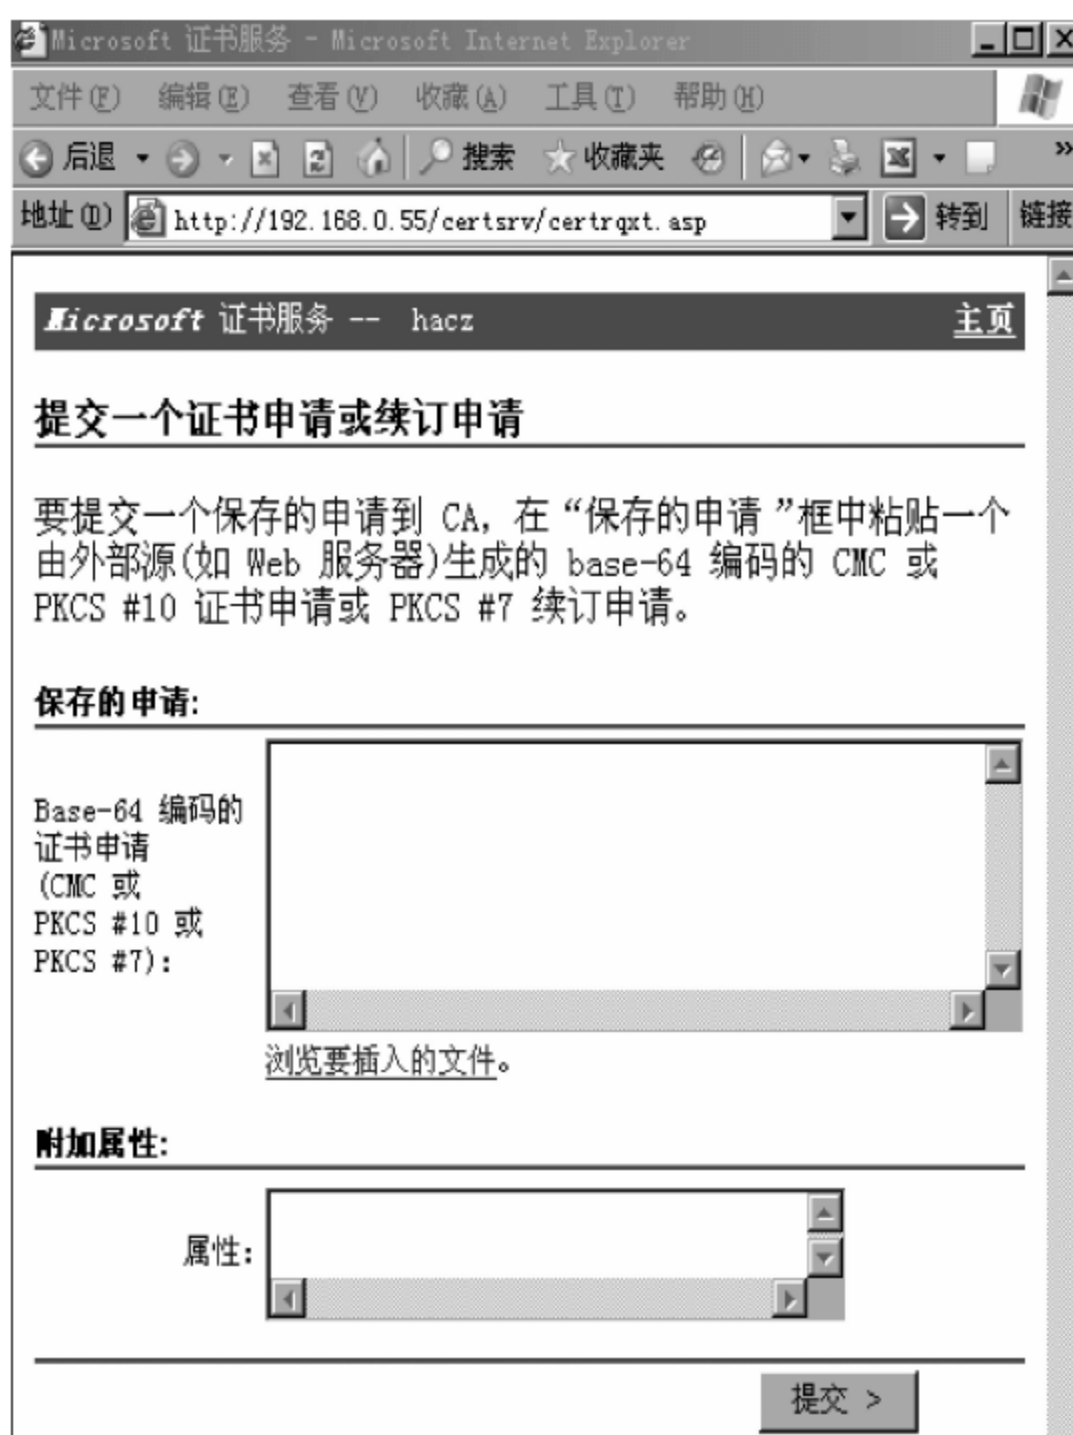 Microsoft 证书服务 - Microsoft Internet Explorer
文件(F) 编辑(E) 查看(V) 收藏(A) 工具(T) 帮助(H)
后退 搜索 收藏夹 »
地址(D) http://192.168.0.55/certsrv/certrqxt.asp 转到 链接
Microsoft 证书服务 -- hacz 主页
提交一个证书申请或续订申请
要提交一个保存的申请到 CA, 在“保存的申请 ”框中粘贴一个
由外部源(如 Web 服务器)生成的 base-64 编码的 CMC 或
PKCS #10 证书申请或 PKCS #7 续订申请。
保存的申请:
Base-64 编码的
证书申请
(CMC 或
PKCS #10 或
PKCS #7):
浏览要插入的文件。
附加属性:
属性:
提交 >